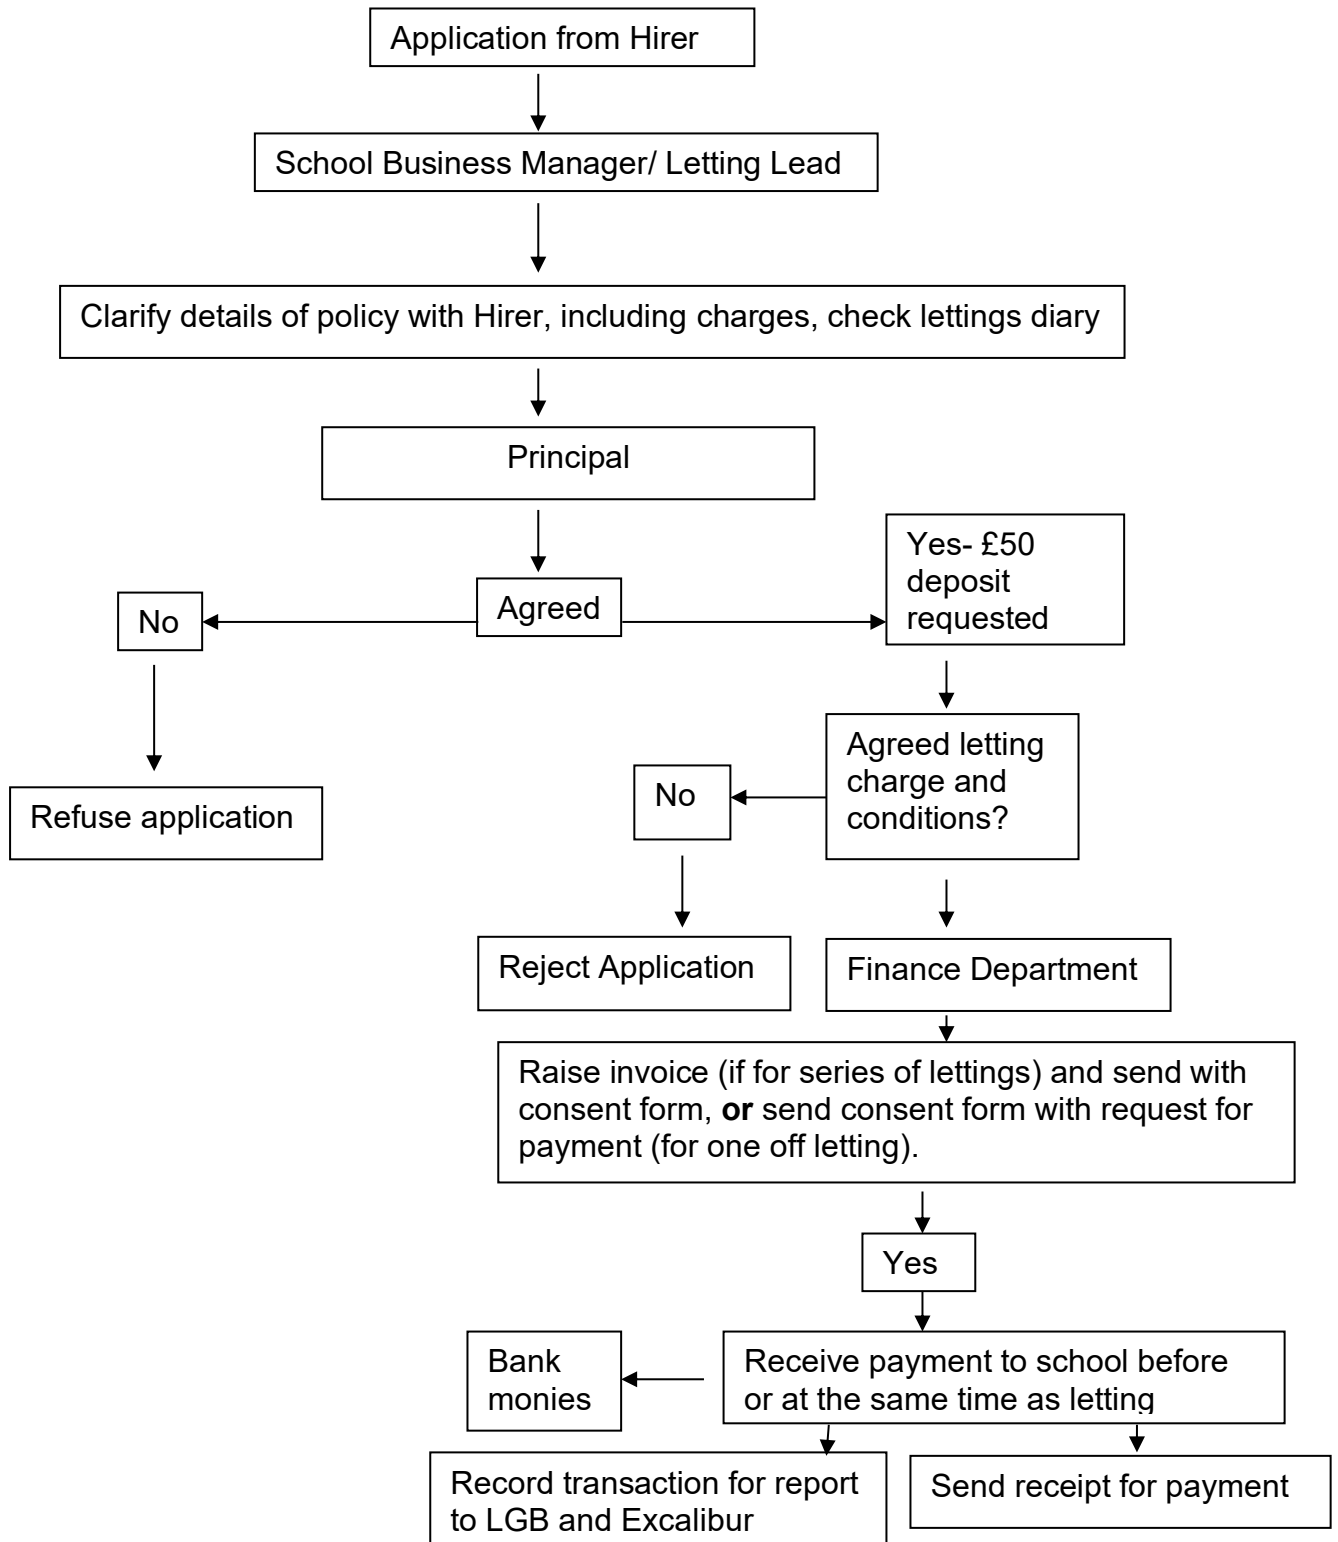 Application from Hirer
School Business Manager/ Letting Lead
Clarify details of policy with Hirer, including charges, check lettings diary
Principal
Agreed
No
Yes- £50
deposit
requested
Refuse application
Agreed letting
charge and
conditions?
No
Reject Application
Finance Department
Raise invoice (if for series of lettings) and send with
consent form, or send consent form with request for
payment (for one off letting).
Yes
Receive payment to school before
or at the same time as letting
Bank
monies
Record transaction for report
to LGB and Excalibur
Send receipt for payment